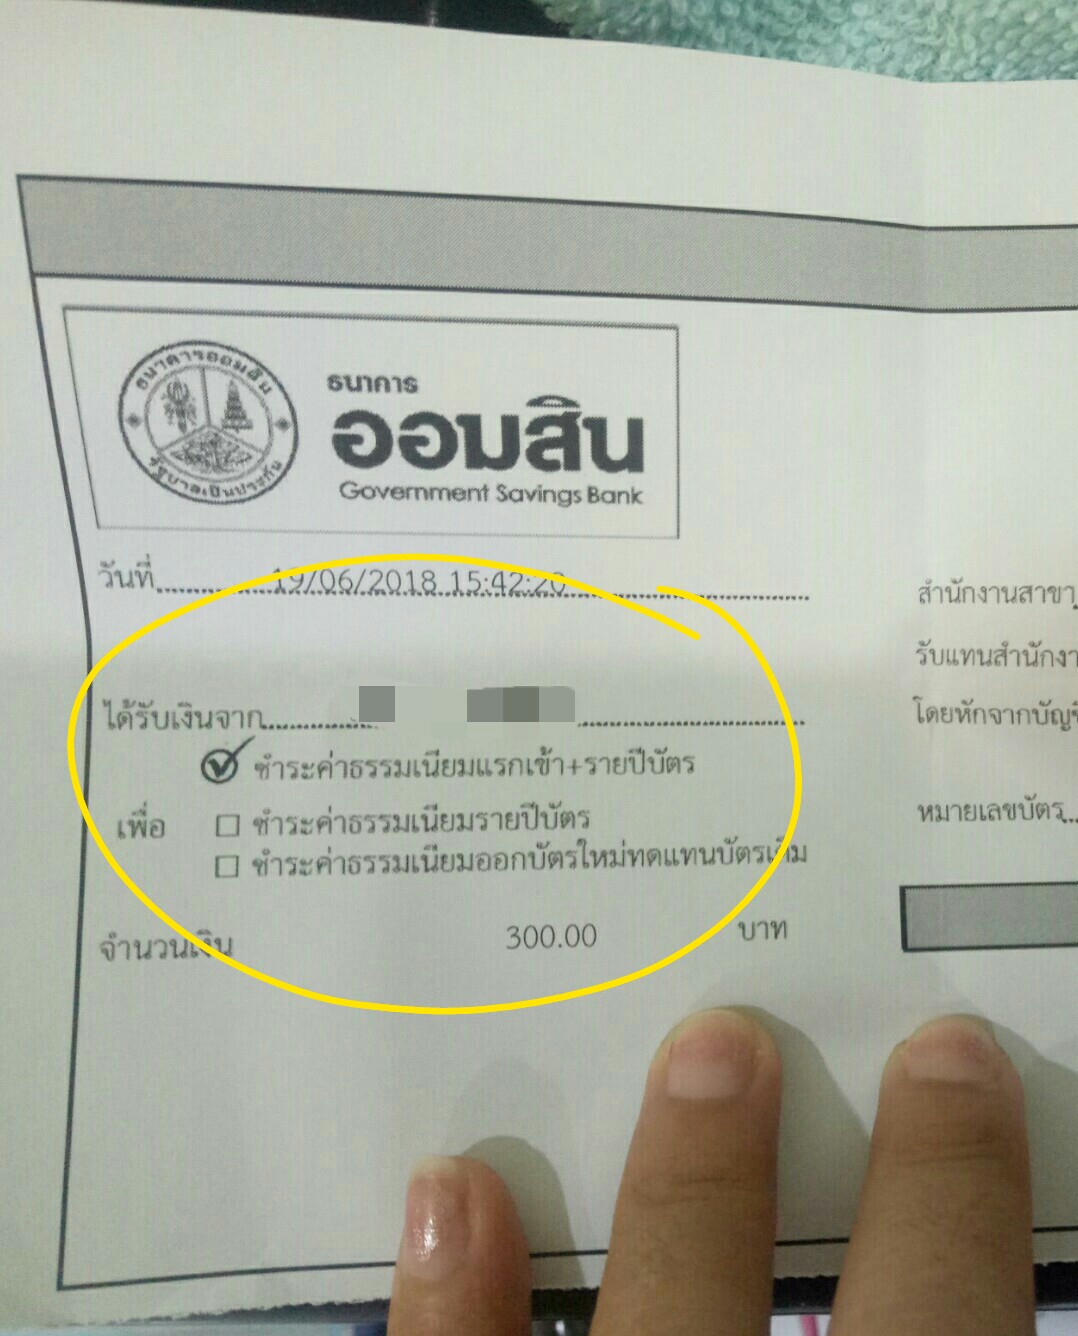 ธนาคารออมสิน
รัฐบาลเป็นประกัน
ธนาคาร
ออมสิน
Government Savings Bank
วันที่ 19/06/2018 15:42:20
สำนักงานสาขา
รับแทนสำนักงา
ได้รับเงินจาก
โดยหักจากบัญชี
ชำระค่าธรรมเนียมแรกเข้า+รายปีบัตร
เพื่อ ชำระค่าธรรมเนียมรายปีบัตร
หมายเลขบัตร
ชำระค่าธรรมเนียมออกบัตรใหม่ทดแทนบัตรเดิม
จำนวนเงิน 300.00 บาท